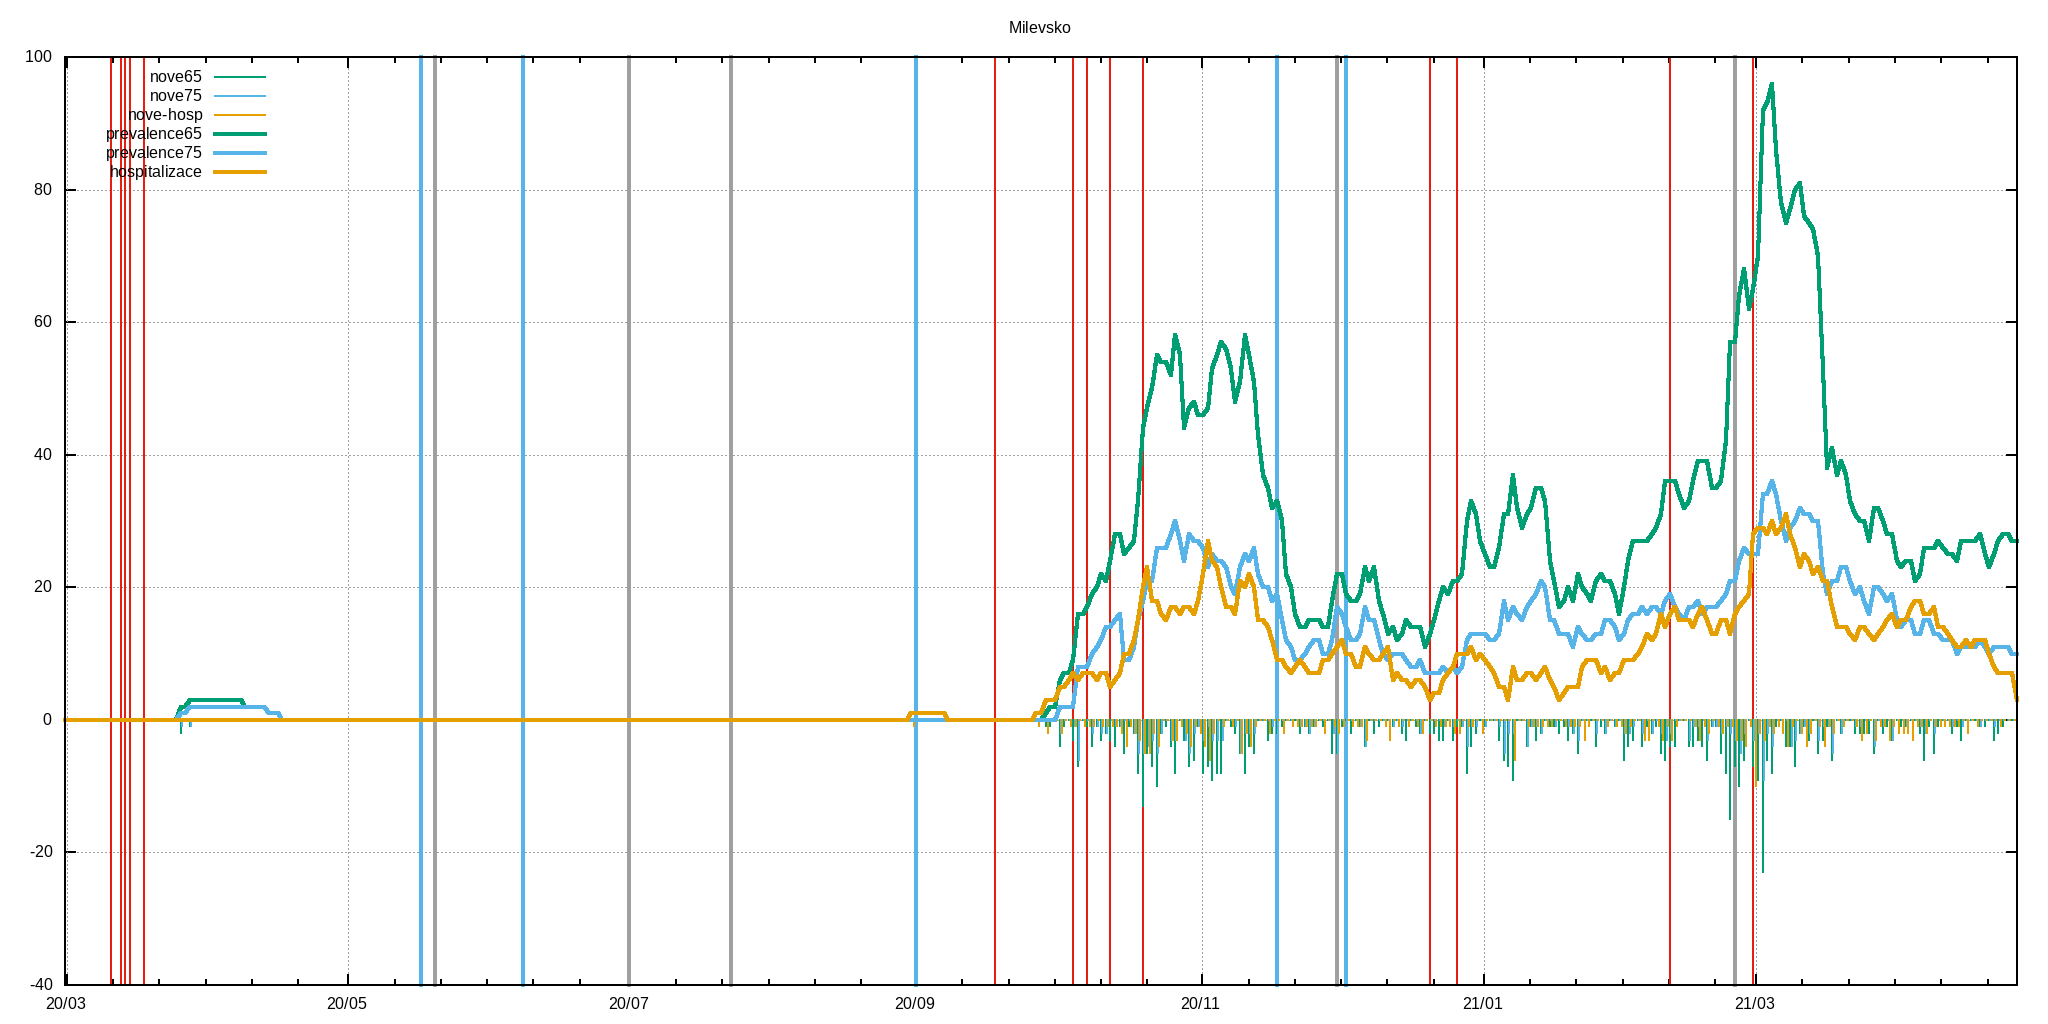 Milevsko
100
80
60
40
20
0
-20
-40
nove65
nove75
nove-hosp
prevalence65
prevalence75
hospitalizace
20/03 20/05 20/07 20/09 20/11 21/01 21/03